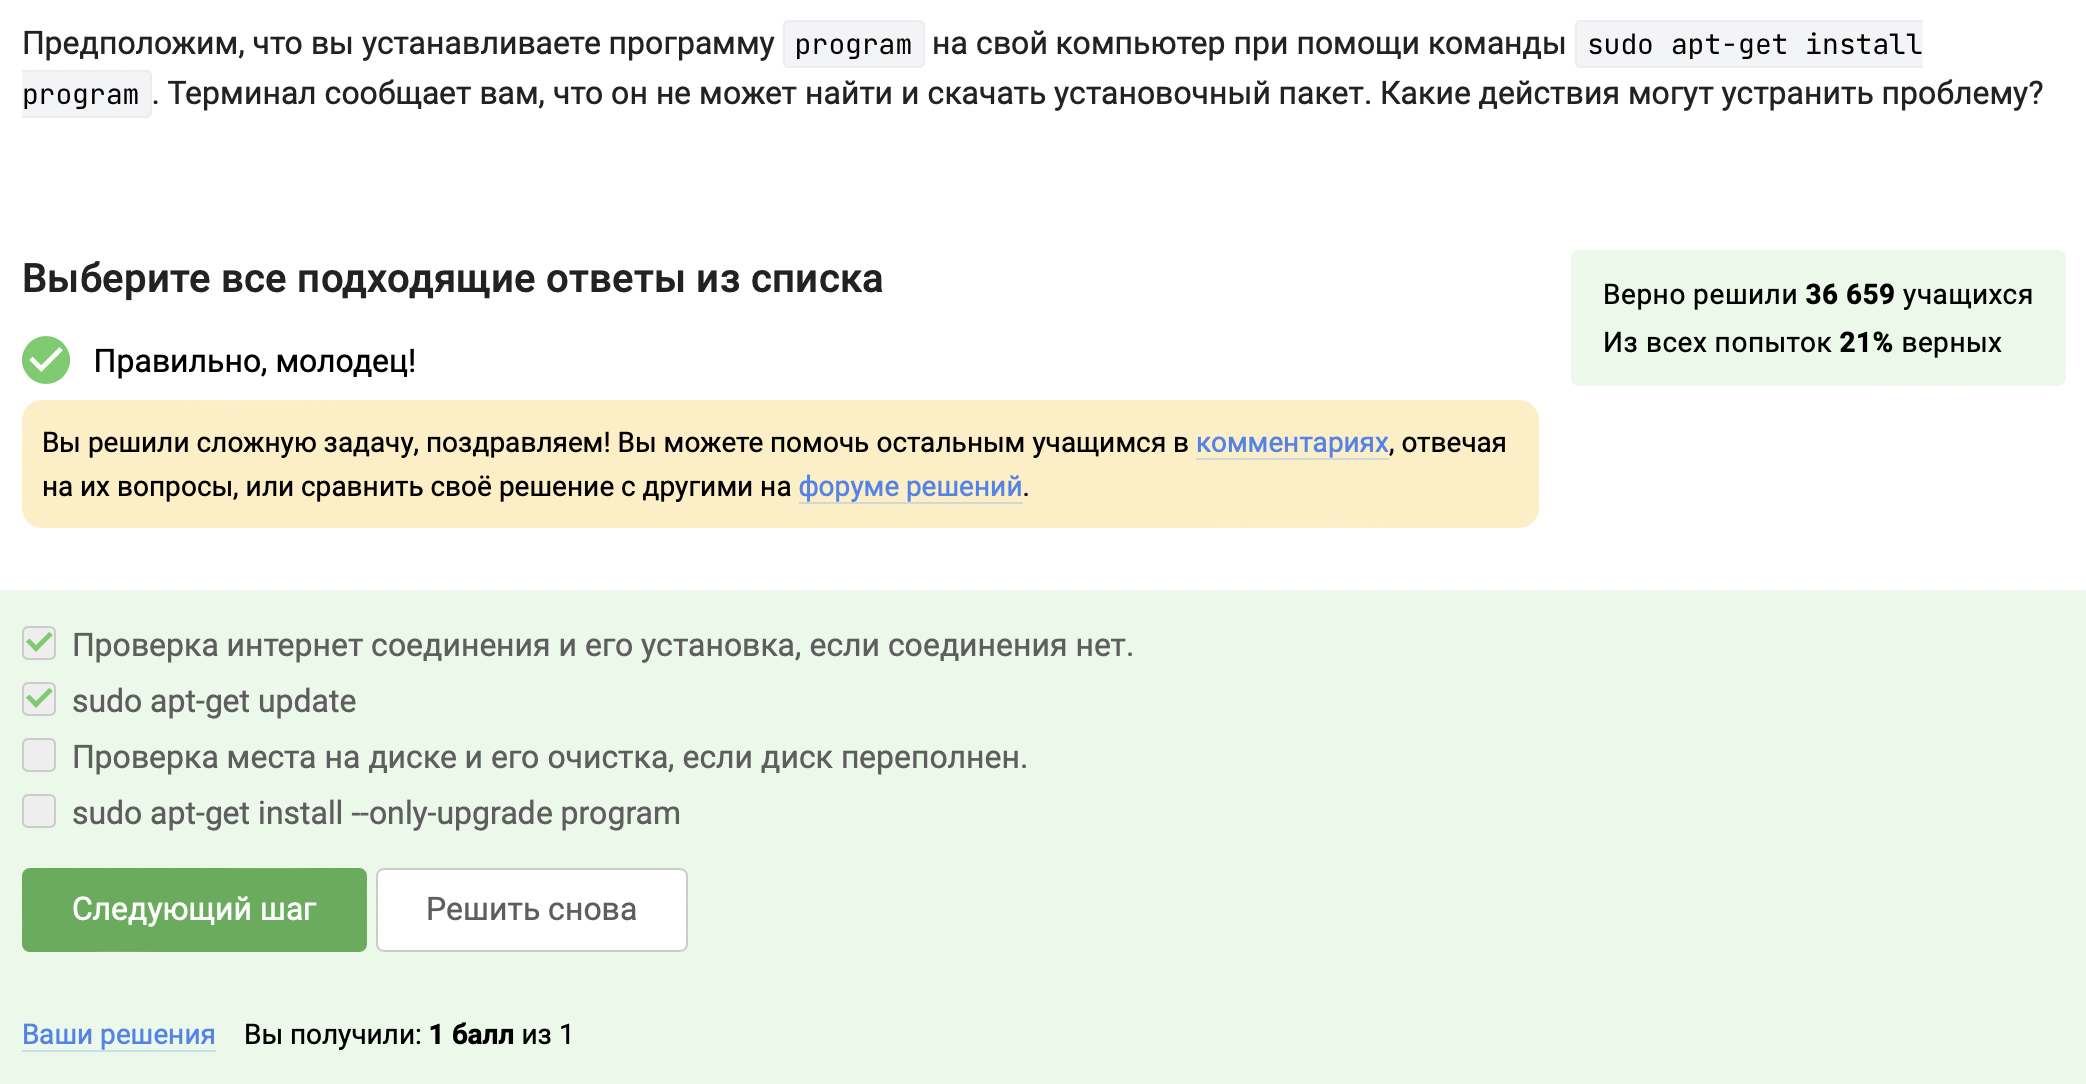 Предположим, что вы устанавливаете программу program на свой компьютер при помощи команды sudo apt-get install
program. Терминал сообщает вам, что он не может найти и скачать установочный пакет. Какие действия могут устранить проблему?
Выберите все подходящие ответы из списка
Верно решили 36 659 учащихся
Из всех попыток 21% верных
Правильно, молодец!
Вы решили сложную задачу, поздравляем! Вы можете помочь остальным учащимся в комментариях, отвечая
на их вопросы, или сравнить своё решение с другими на форуме решений.
Проверка интернет соединения и его установка, если соединения нет.
sudo apt-get update
Проверка места на диске и его очистка, если диск переполнен.
sudo apt-get install --only-upgrade program
Следующий шаг Решить снова
Ваши решения Вы получили: 1 балл из 1